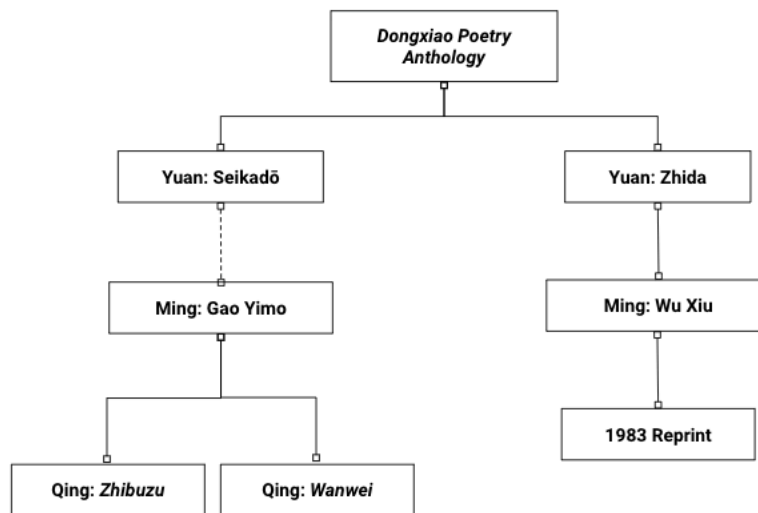 Dongxiao Poetry
Anthology
Yuan: Seikadō
Yuan: Zhida
Ming: Gao Yimo
Ming: Wu Xiu
1983 Reprint
Qing: Zhibuzu
Qing: Wanwei